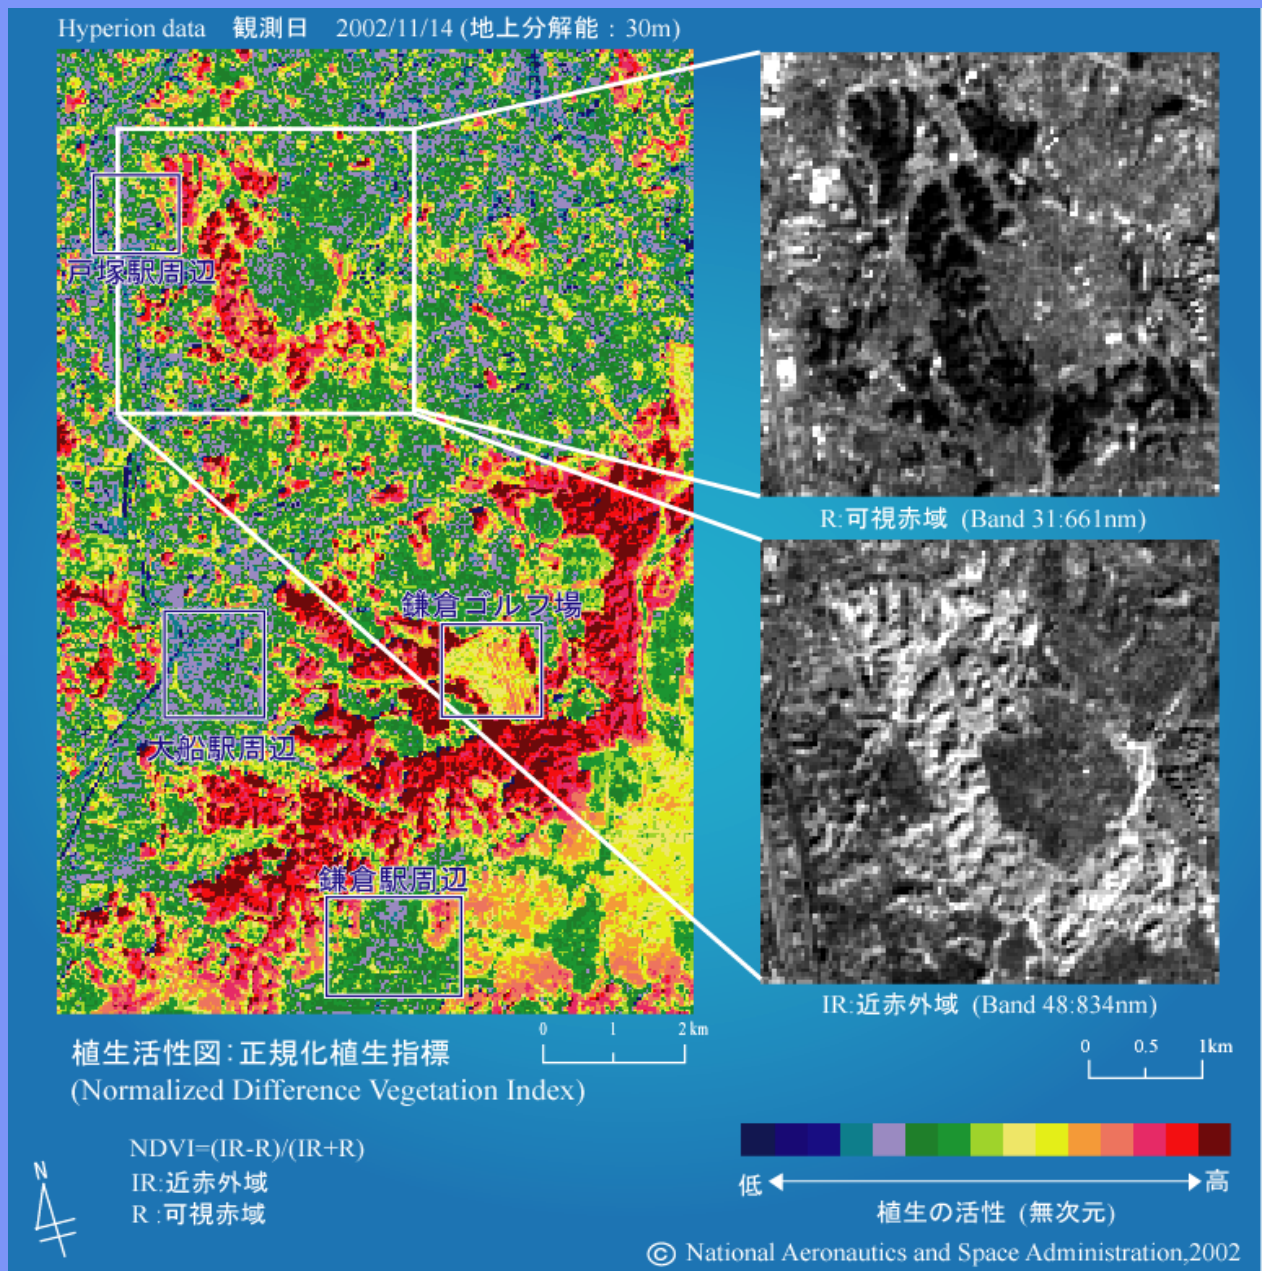 Hyperion data 観測日 2002/11/14 (地上分解能 : 30m)
戸塚駅周辺
鎌倉ゴルフ場
大船駅周辺
鎌倉駅周辺
R:可視赤域 (Band 31:661nm)
IR:近赤外域 (Band 48:834nm)
0 1 2 km
0 0.5 1km
植生活性図:正規化植生指標
(Normalized Difference Vegetation Index)
NDVI=(IR-R)/(IR+R)
IR:近赤外域
R :可視赤域
N
低 高
植生の活性 (無次元)
© National Aeronautics and Space Administration,2002